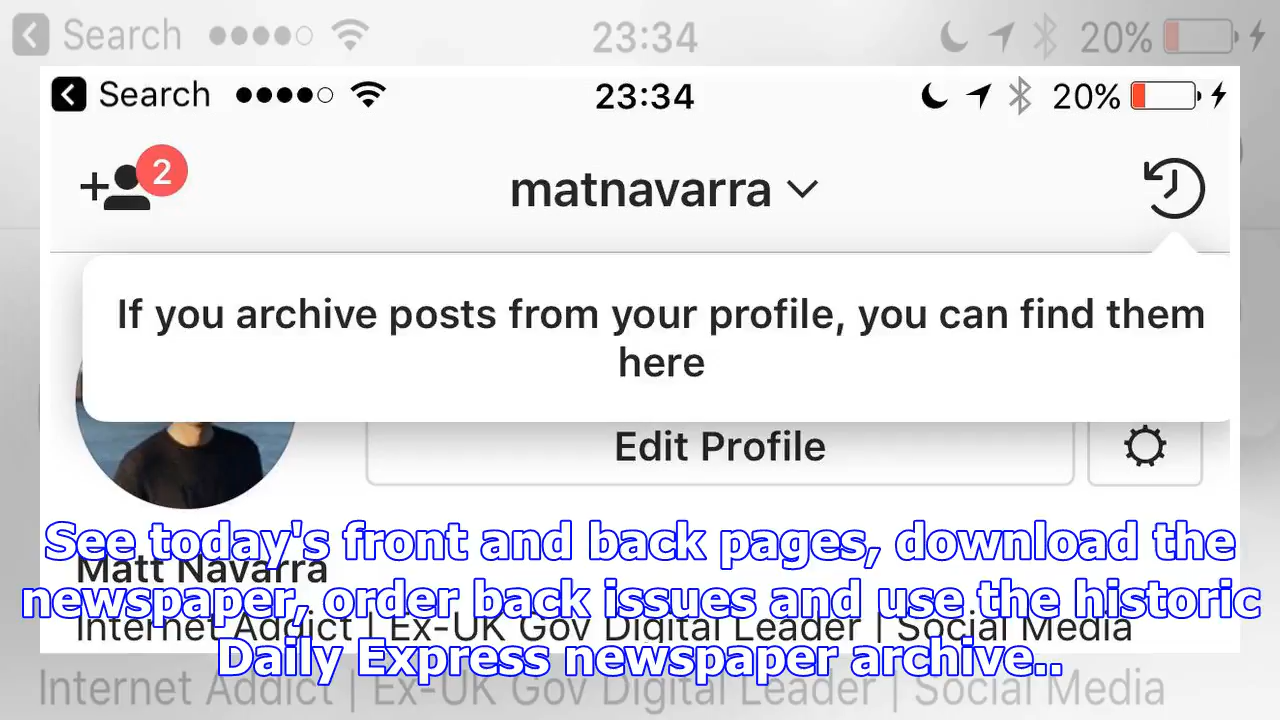 Search 23:34 20%
Search 23:34 20%
2
matnavarra
If you archive posts from your profile, you can find them
here
Edit Profile
See today's front and back pages, download the
Matt Navarra
newspaper, order back issues and use the historic
Internet Addict | Ex-UK Gov Digital Leader | Social Media
Daily Express newspaper archive..
Internet Addict | Ex-UK Gov Digital Leader | Social Media